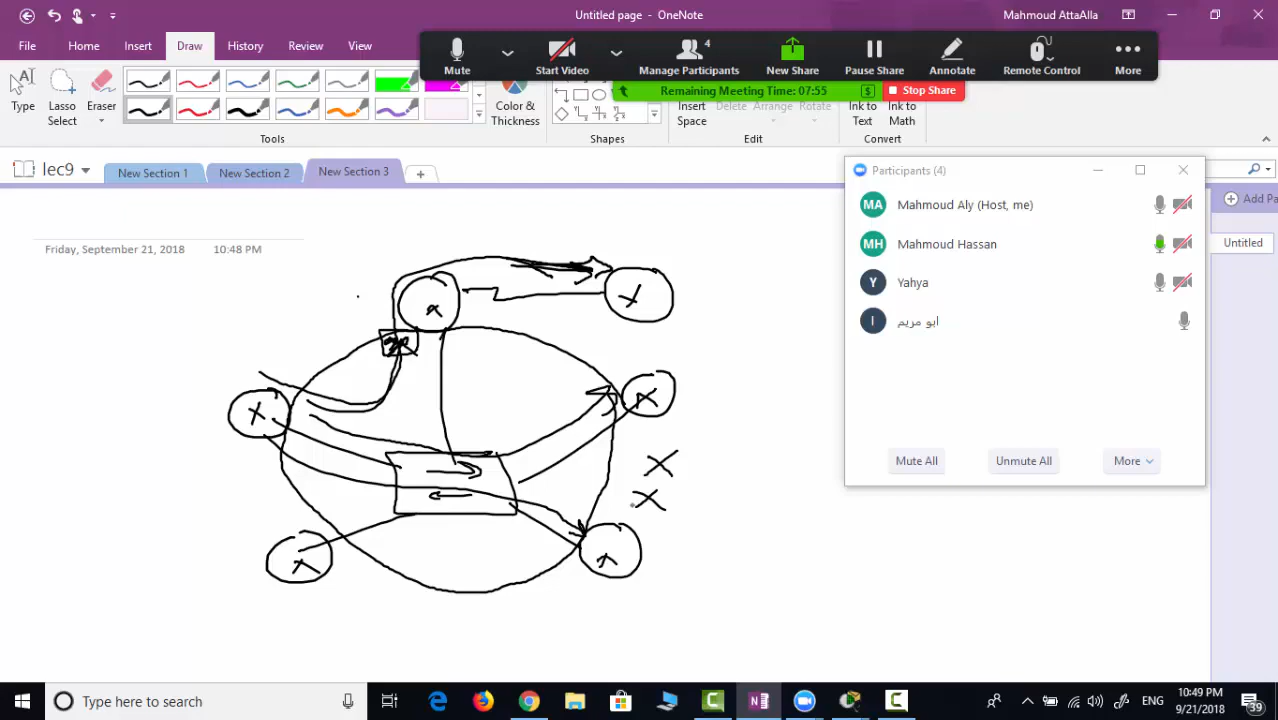 Untitled page - OneNote
Mahmoud AttaAlla
File Home Insert Draw History Review View
Mute
Start Video
4
Manage Participants
New Share
Pause Share
Annotate
Remote Control
More
Remaining Meeting Time: 07:55
$
Stop Share
Type
Lasso Select
Eraser
Color & Thickness
Insert Space
Delete
Arrange
Rotate
Ink to Text
Ink to Math
Tools
Shapes
Edit
Convert
lec9
New Section 1
New Section 2
New Section 3
Add Pa
Untitled
Participants (4)
MA Mahmoud Aly (Host, me)
MH Mahmoud Hassan
Y Yahya
ا ابو مريم
Mute All
Unmute All
More
Friday, September 21, 2018 10:48 PM
X
X
X
X
X
X
X
X
Type here to search
ENG
10:49 PM
9/21/2018
39